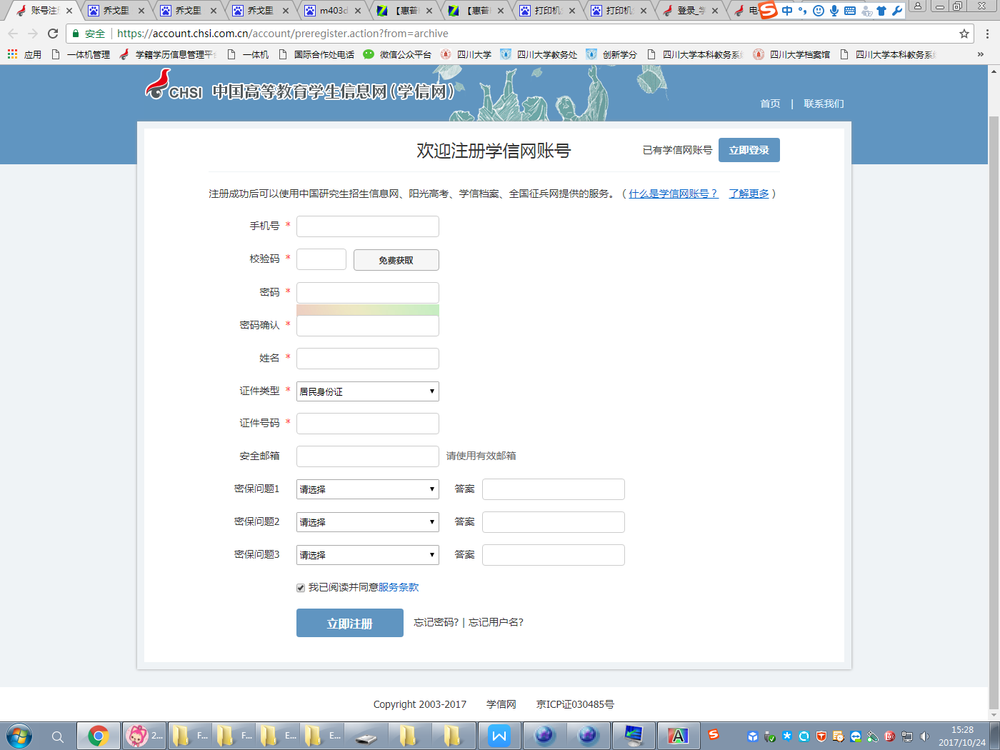 账号注册
乔戈里
乔戈里
乔戈里
m403d
【惠普
【惠普
打印机
打印机
登录_学
电子
中
安全
https://account.chsi.com.cn/account/preregister.action?from=archive
应用
一体机管理
学籍学历信息管理平台
一体机
国际合作处电话
微信公众平台
四川大学
四川大学教务处
创新学分
四川大学本科教务系统
四川大学档案馆
四川大学本科教务系统
»
CHSI 中国高等教育学生信息网(学信网)
首页 | 联系我们
欢迎注册学信网账号
已有学信网账号 立即登录
注册成功后可以使用中国研究生招生信息网、阳光高考、学信档案、全国征兵网提供的服务。（什么是学信网账号？ 了解更多）
手机号 *
校验码 * 免费获取
密码 *
密码确认 *
姓名 *
证件类型 * 居民身份证
证件号码 *
安全邮箱 请使用有效邮箱
密保问题1 请选择 答案
密保问题2 请选择 答案
密保问题3 请选择 答案
我已阅读并同意服务条款
立即注册 忘记密码? | 忘记用户名?
Copyright 2003-2017 学信网 京ICP证030485号
2...
F...
F...
E...
E...
15:28
2017/10/24